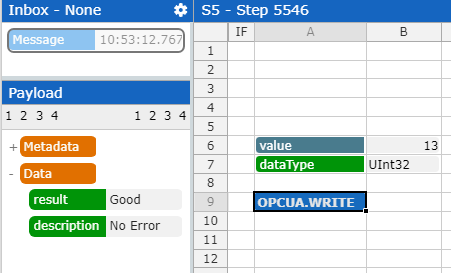 Inbox - None
Message 10:53:12.767
Payload
1 2 3 4 1 2 3 4
+ Metadata
- Data
result Good
description No Error
S5 - Step 5546
IF A B
1
2
3
4
5
6 value 13
7 dataType UInt32
8
9 OPCUA.WRITE
10
11
12